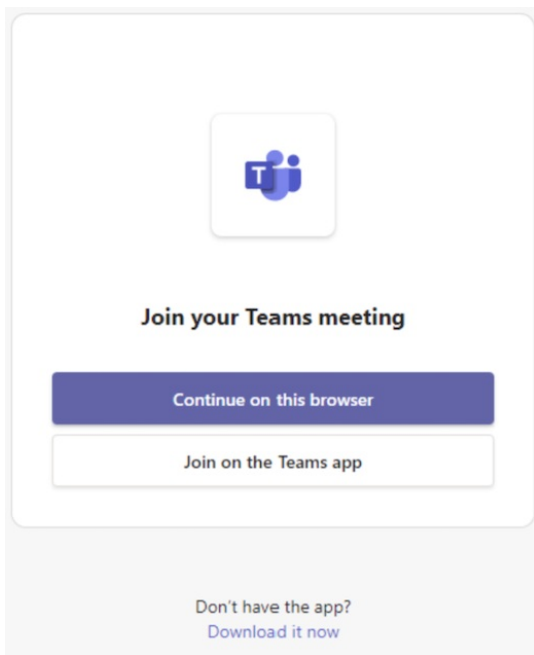 T
Join your Teams meeting
Continue on this browser
Join on the Teams app
Don't have the app?
Download it now